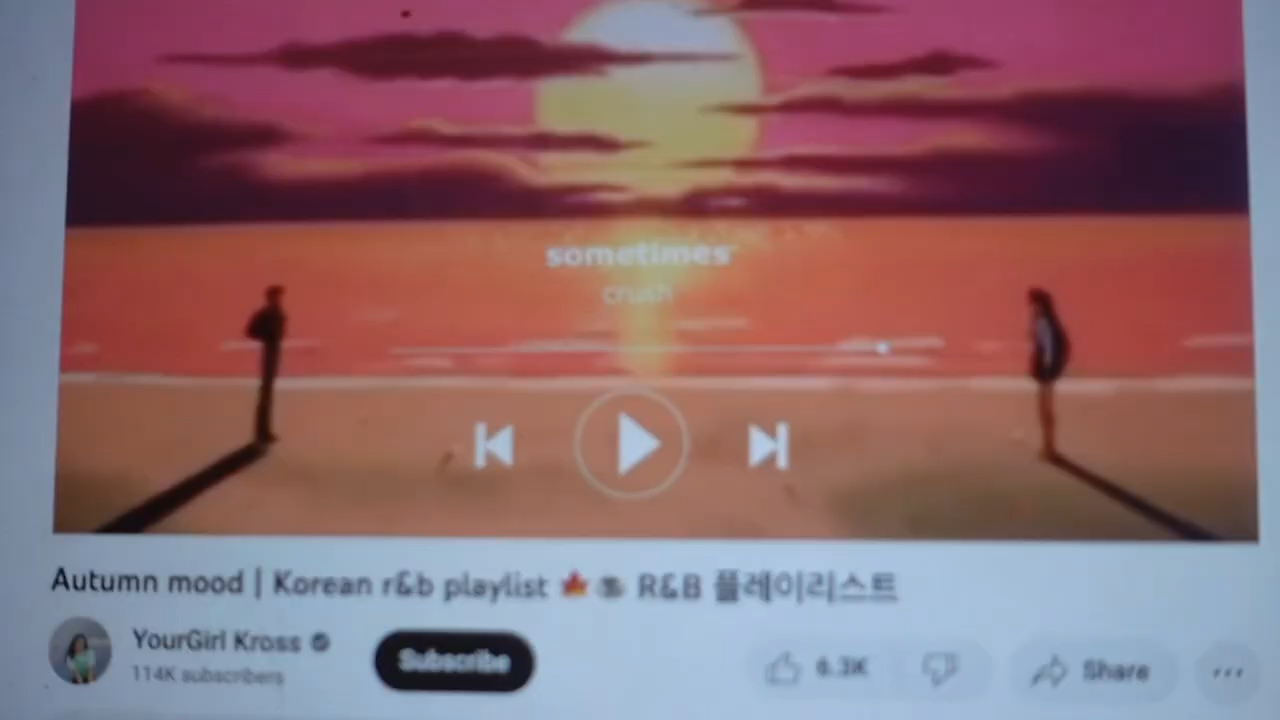 sometimes
crush
Autumn mood | Korean r&b playlist 🍁☕ R&B 플레이리스트
YourGirl Kross
114K subscribers
Subscribe
6.3K
Share